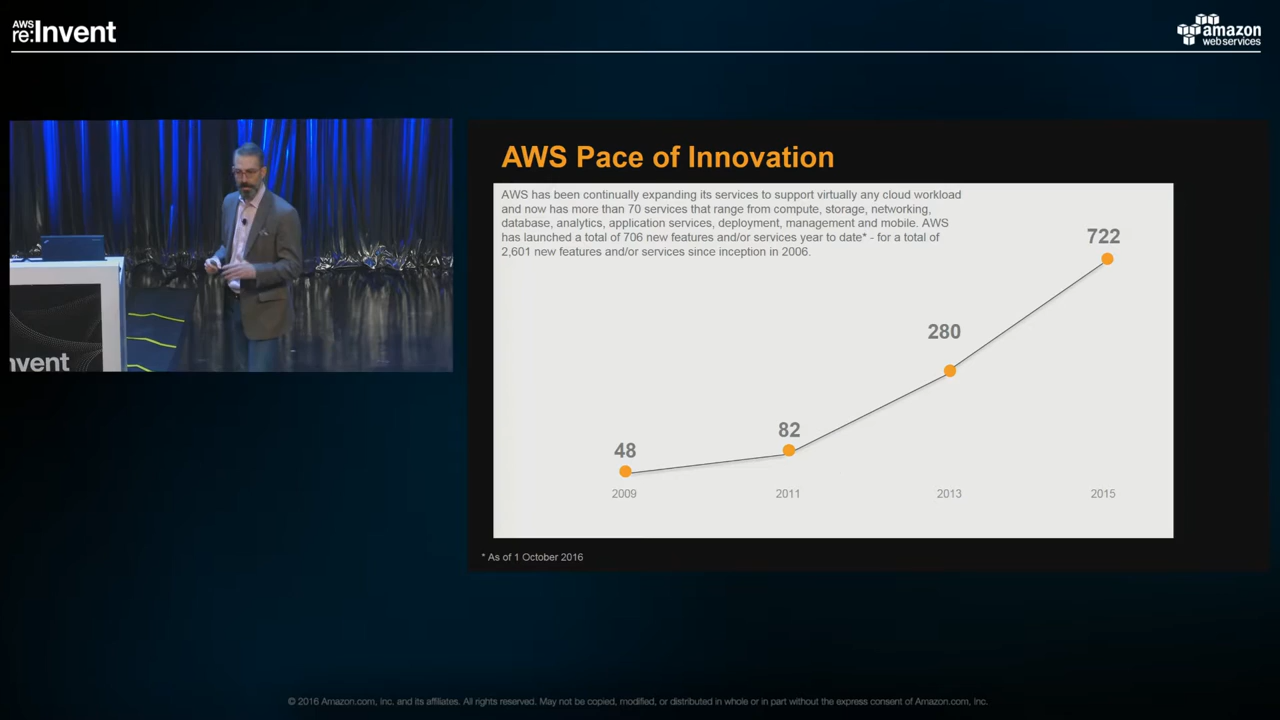 AWS
re:Invent
amazon
web services
AWS Pace of Innovation
AWS has been continually expanding its services to support virtually any cloud workload
and now has more than 70 services that range from compute, storage, networking,
database, analytics, application services, deployment, management and mobile. AWS
has launched a total of 706 new features and/or services year to date* - for a total of
2,601 new features and/or services since inception in 2006.
722
280
82
48
2009
2011
2013
2015
* As of 1 October 2016
nvent
© 2016 Amazon.com, Inc. and its affiliates. All rights reserved. May not be copied, modified, or distributed in whole or in part without the express consent of Amazon.com, Inc.